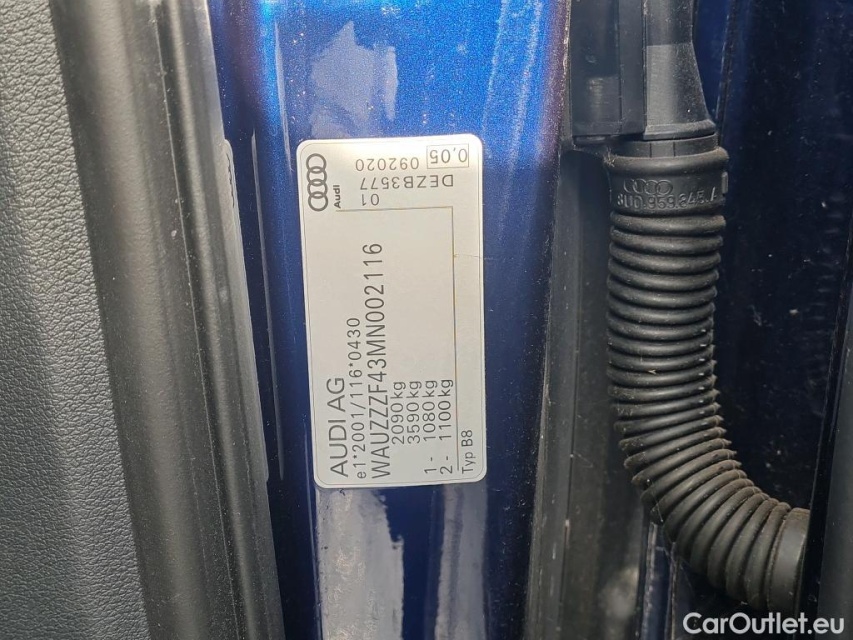 AUDI AG
e1*2001/116*0430
WAUZZZF43MN002116
2090kg
3590kg
1- 1080kg
2- 1100kg
Typ B8
Audi
01
DEZB3577
092020
0,05
CarOutlet.eu